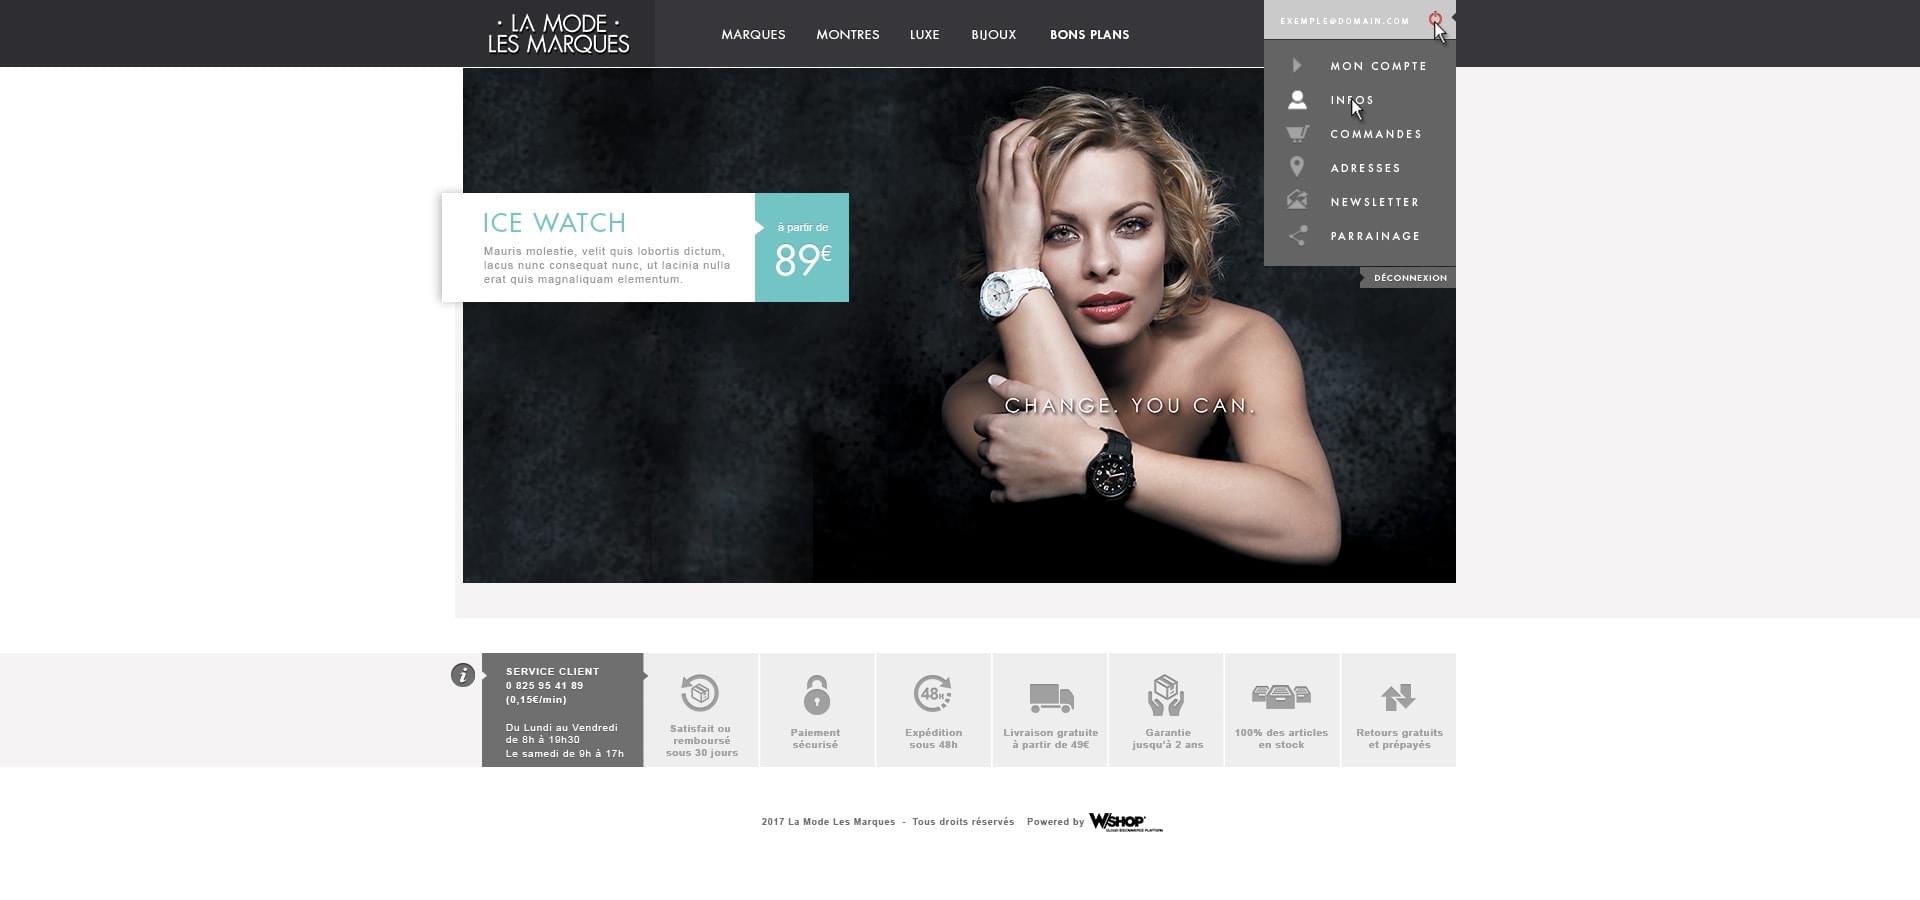 · LA MODE ·
LES MARQUES
MARQUES MONTRES LUXE BIJOUX BONS PLANS
EXEMPLE@DOMAIN.COM
MON COMPTE
INFOS
COMMANDES
ADRESSES
NEWSLETTER
PARRAINAGE
DÉCONNEXION
ICE WATCH
Mauris molestie, velit quis lobortis dictum,
lacus nunc consequat nunc, ut lacinia nulla
erat quis magnaliquam elementum.
à partir de
89€
CHANGE. YOU CAN.
SERVICE CLIENT
0 825 95 41 89
(0,15€/min)
Du Lundi au Vendredi
de 8h à 19h30
Le samedi de 9h à 17h
Satisfait ou
remboursé
sous 30 jours
Paiement
sécurisé
48H
Expédition
sous 48h
Livraison gratuite
à partir de 49€
Garantie
jusqu'à 2 ans
100% des articles
en stock
Retours gratuits
et prépayés
2017 La Mode Les Marques - Tous droits réservés Powered by WSHOP
CLOUD ECOMMERCE PLATFORM